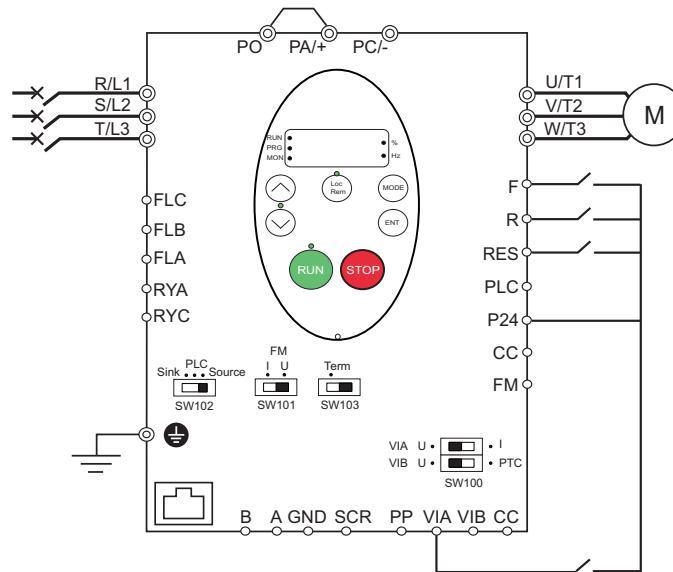 PO PA/+ PC/-
R/L1
S/L2
T/L3
U/T1
V/T2
W/T3
M
RUN
PRG
MON
%
Hz
Loc
Rem
MODE
ENT
RUN
STOP
FLC
FLB
FLA
RYA
RYC
F
R
RES
PLC
P24
CC
FM
PLC
Sink Source
SW102
FM
I U
SW101
Term
SW103
VIA U I
VIB U PTC
SW100
B A GND SCR PP VIA VIB CC